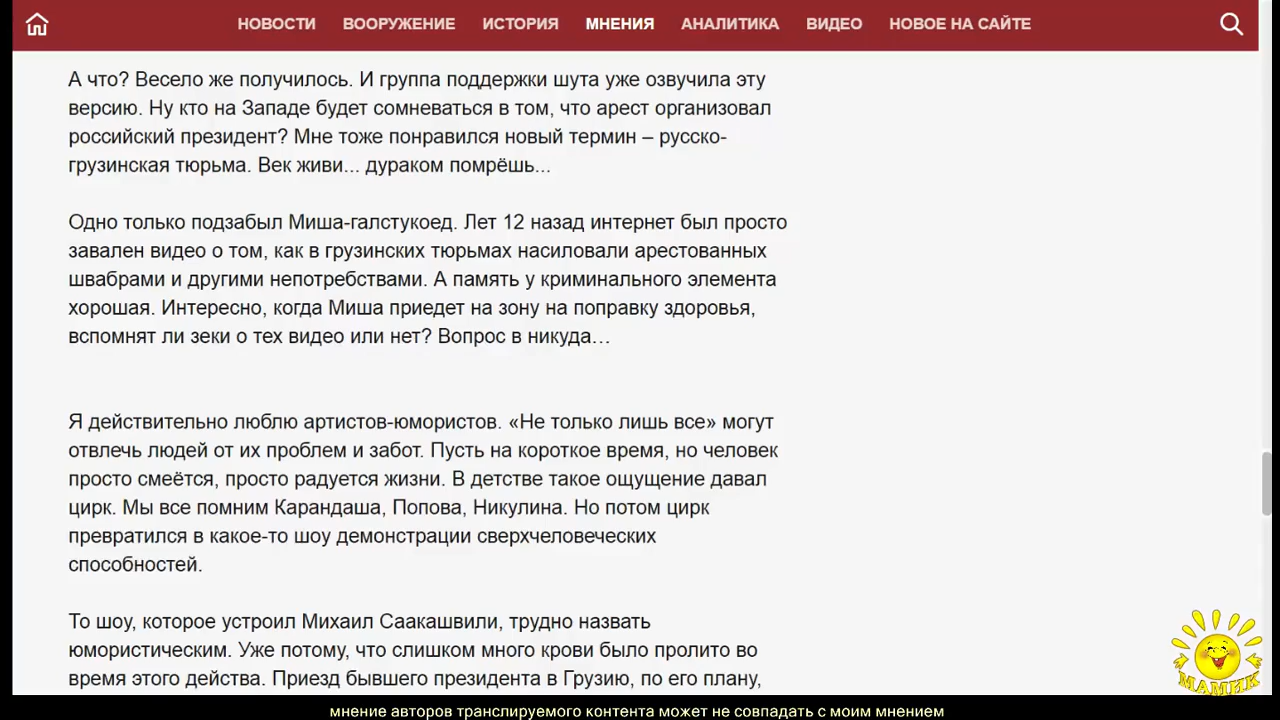 НОВОСТИ ВООРУЖЕНИЕ ИСТОРИЯ МНЕНИЯ АНАЛИТИКА ВИДЕО НОВОЕ НА САЙТЕ
А что? Весело же получилось. И группа поддержки шута уже озвучила эту
версию. Ну кто на Западе будет сомневаться в том, что арест организовал
российский президент? Мне тоже понравился новый термин – русско-
грузинская тюрьма. Век живи... дураком помрёшь...
Одно только подзабыл Миша-галстукоед. Лет 12 назад интернет был просто
завален видео о том, как в грузинских тюрьмах насиловали арестованных
швабрами и другими непотребствами. А память у криминального элемента
хорошая. Интересно, когда Миша приедет на зону на поправку здоровья,
вспомнят ли зеки о тех видео или нет? Вопрос в никуда…
Я действительно люблю артистов-юмористов. «Не только лишь все» могут
отвлечь людей от их проблем и забот. Пусть на короткое время, но человек
просто смеётся, просто радуется жизни. В детстве такое ощущение давал
цирк. Мы все помним Карандаша, Попова, Никулина. Но потом цирк
превратился в какое-то шоу демонстрации сверхчеловеческих
способностей.
То шоу, которое устроил Михаил Саакашвили, трудно назвать
юмористическим. Уже потому, что слишком много крови было пролито во
время этого действа. Приезд бывшего президента в Грузию, по его плану,
МАМИК
мнение авторов транслируемого контента может не совпадать с моим мнением